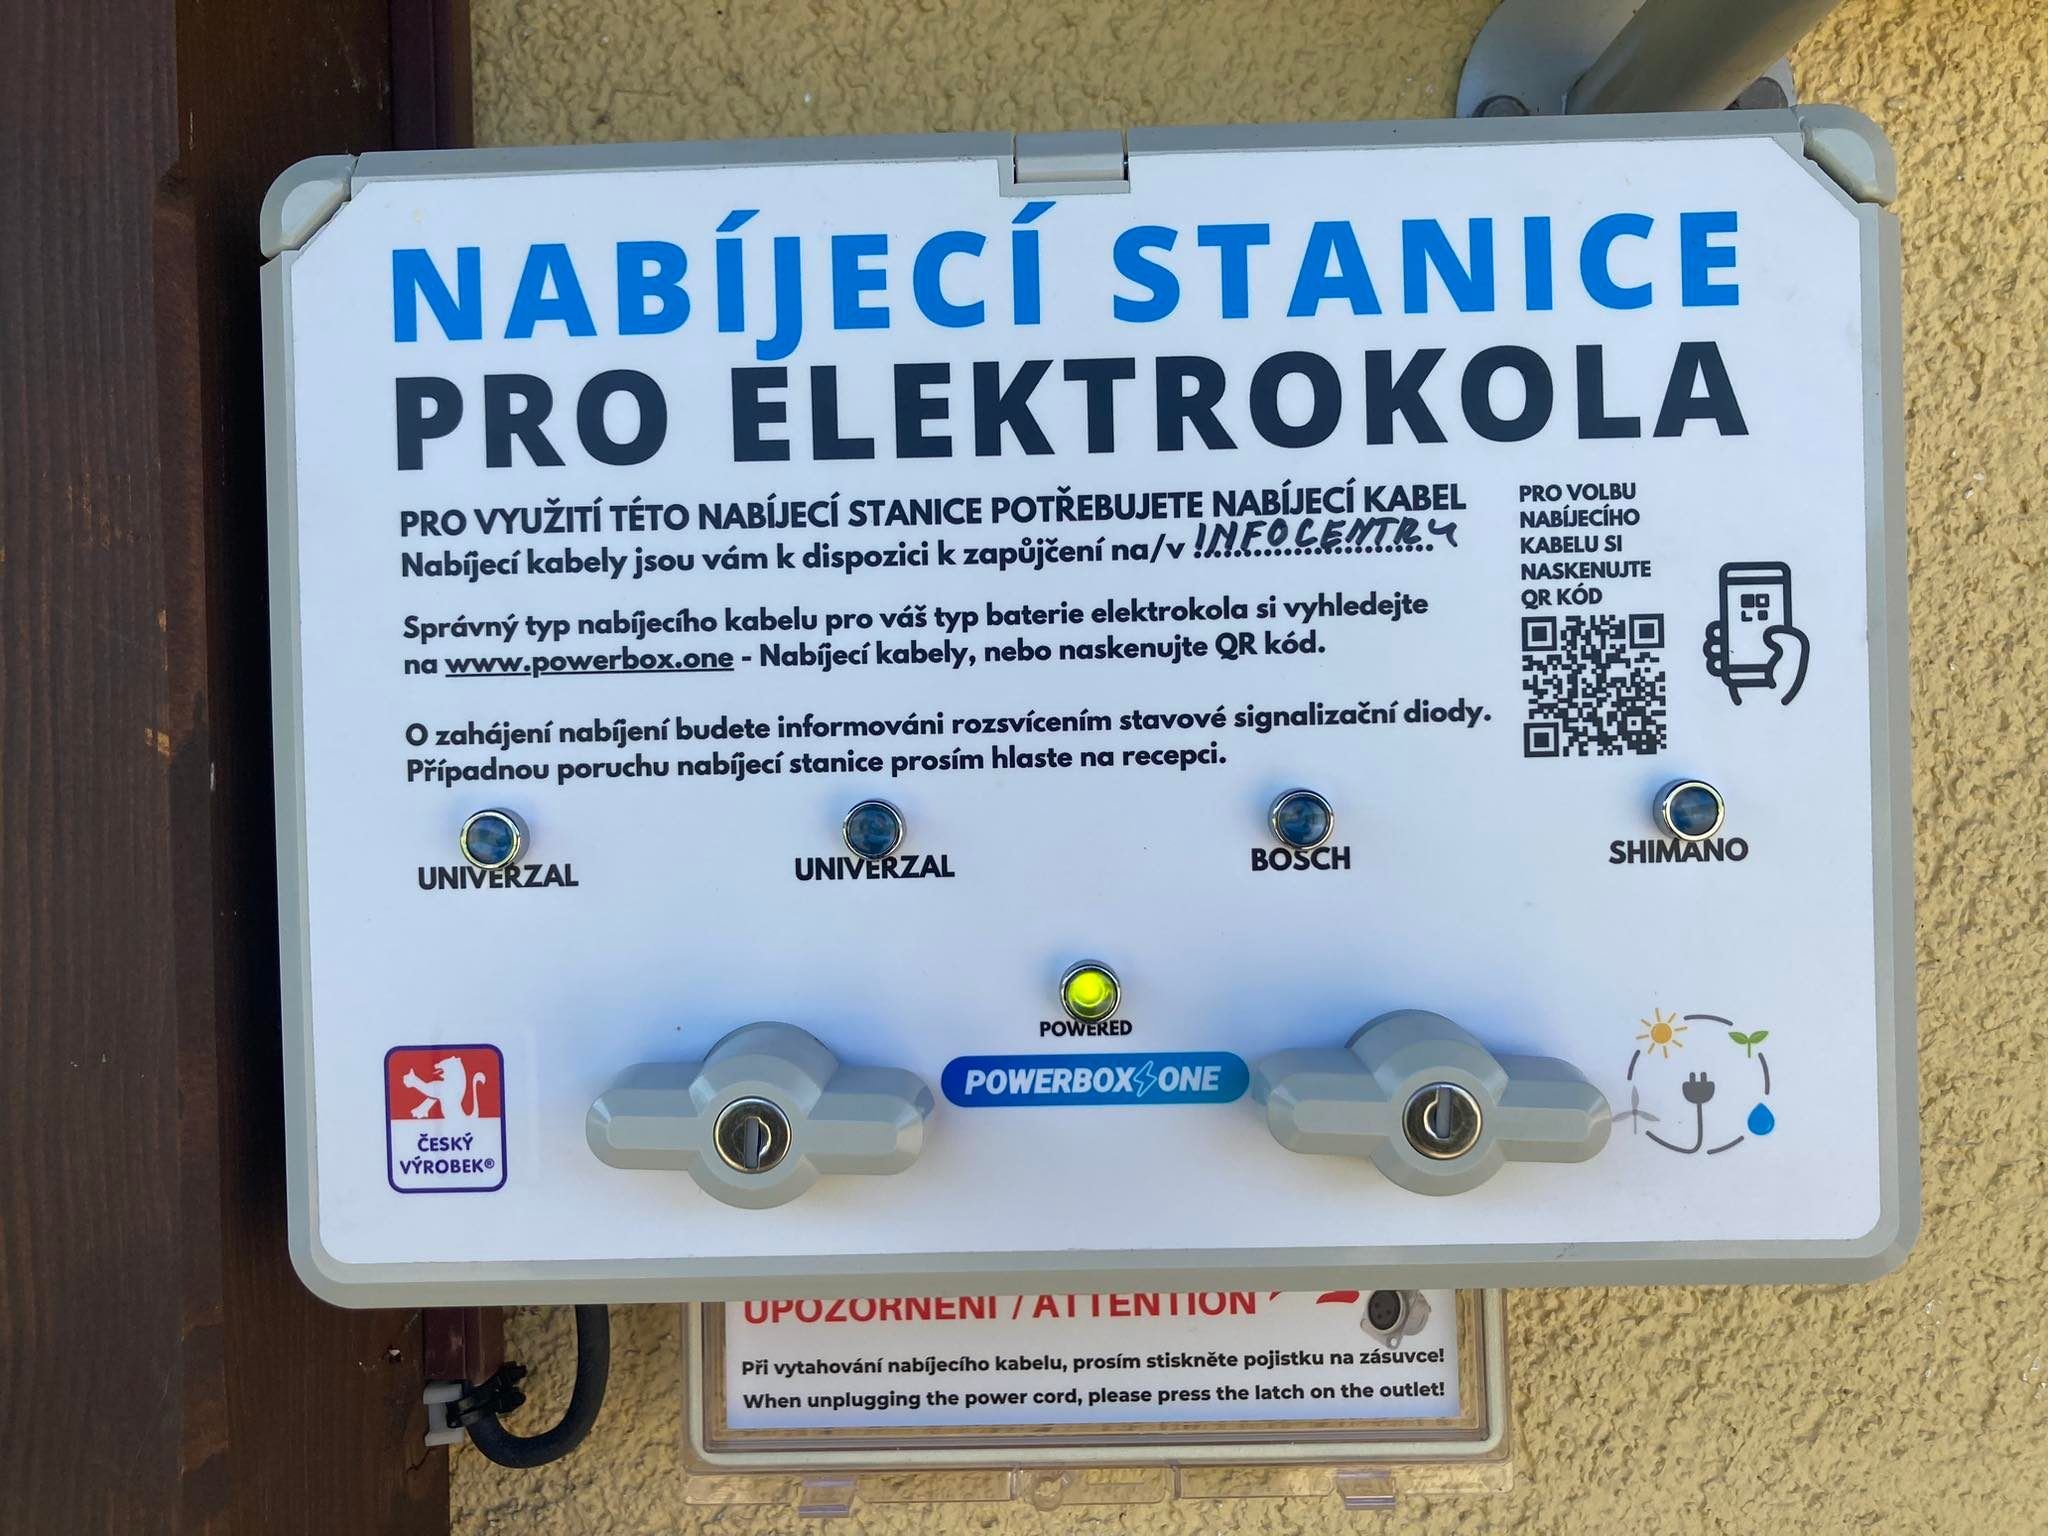 NABÍJECÍ STANICE
PRO ELEKTROKOLA
PRO VYUŽITÍ TÉTO NABÍJECÍ STANICE POTŘEBUJETE NABÍJECÍ KABEL
Nabíjecí kabely jsou vám k dispozici k zapůjčení na/v INFOCENTRU
Správný typ nabíjecího kabelu pro váš typ baterie elektrokola si vyhledejte
na www.powerbox.one - Nabíjecí kabely, nebo naskenujte QR kód.
O zahájení nabíjení budete informováni rozsvícením stavové signalizační diody.
Případnou poruchu nabíjecí stanice prosím hlaste na recepci.
PRO VOLBU
NABÍJECÍHO
KABELU SI
NASKENUJTE
QR KÓD
UNIVERZAL
UNIVERZAL
BOSCH
SHIMANO
POWERED
POWERBOX ONE
ČESKÝ
VÝROBEK®
UPOZORNĚNÍ / ATTENTION
Při vytahování nabíjecího kabelu, prosím stiskněte pojistku na zásuvce!
When unplugging the power cord, please press the latch on the outlet!